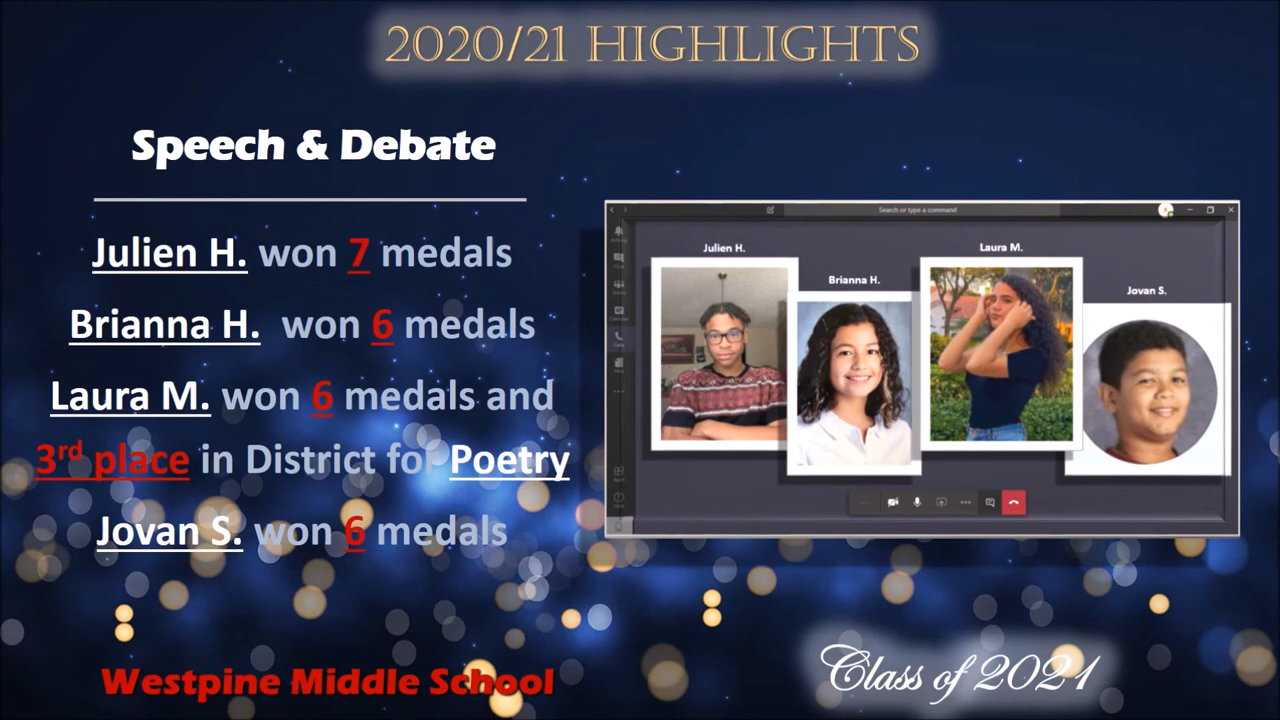 2020/21 HIGHLIGHTS
Speech & Debate
Julien H. won 7 medals
Brianna H. won 6 medals
Laura M. won 6 medals and
3rd place in District for Poetry
Jovan S. won 6 medals
Search or type a command
Julien H.
Brianna H.
Laura M.
Jovan S.
Westpine Middle School
Class of 2021